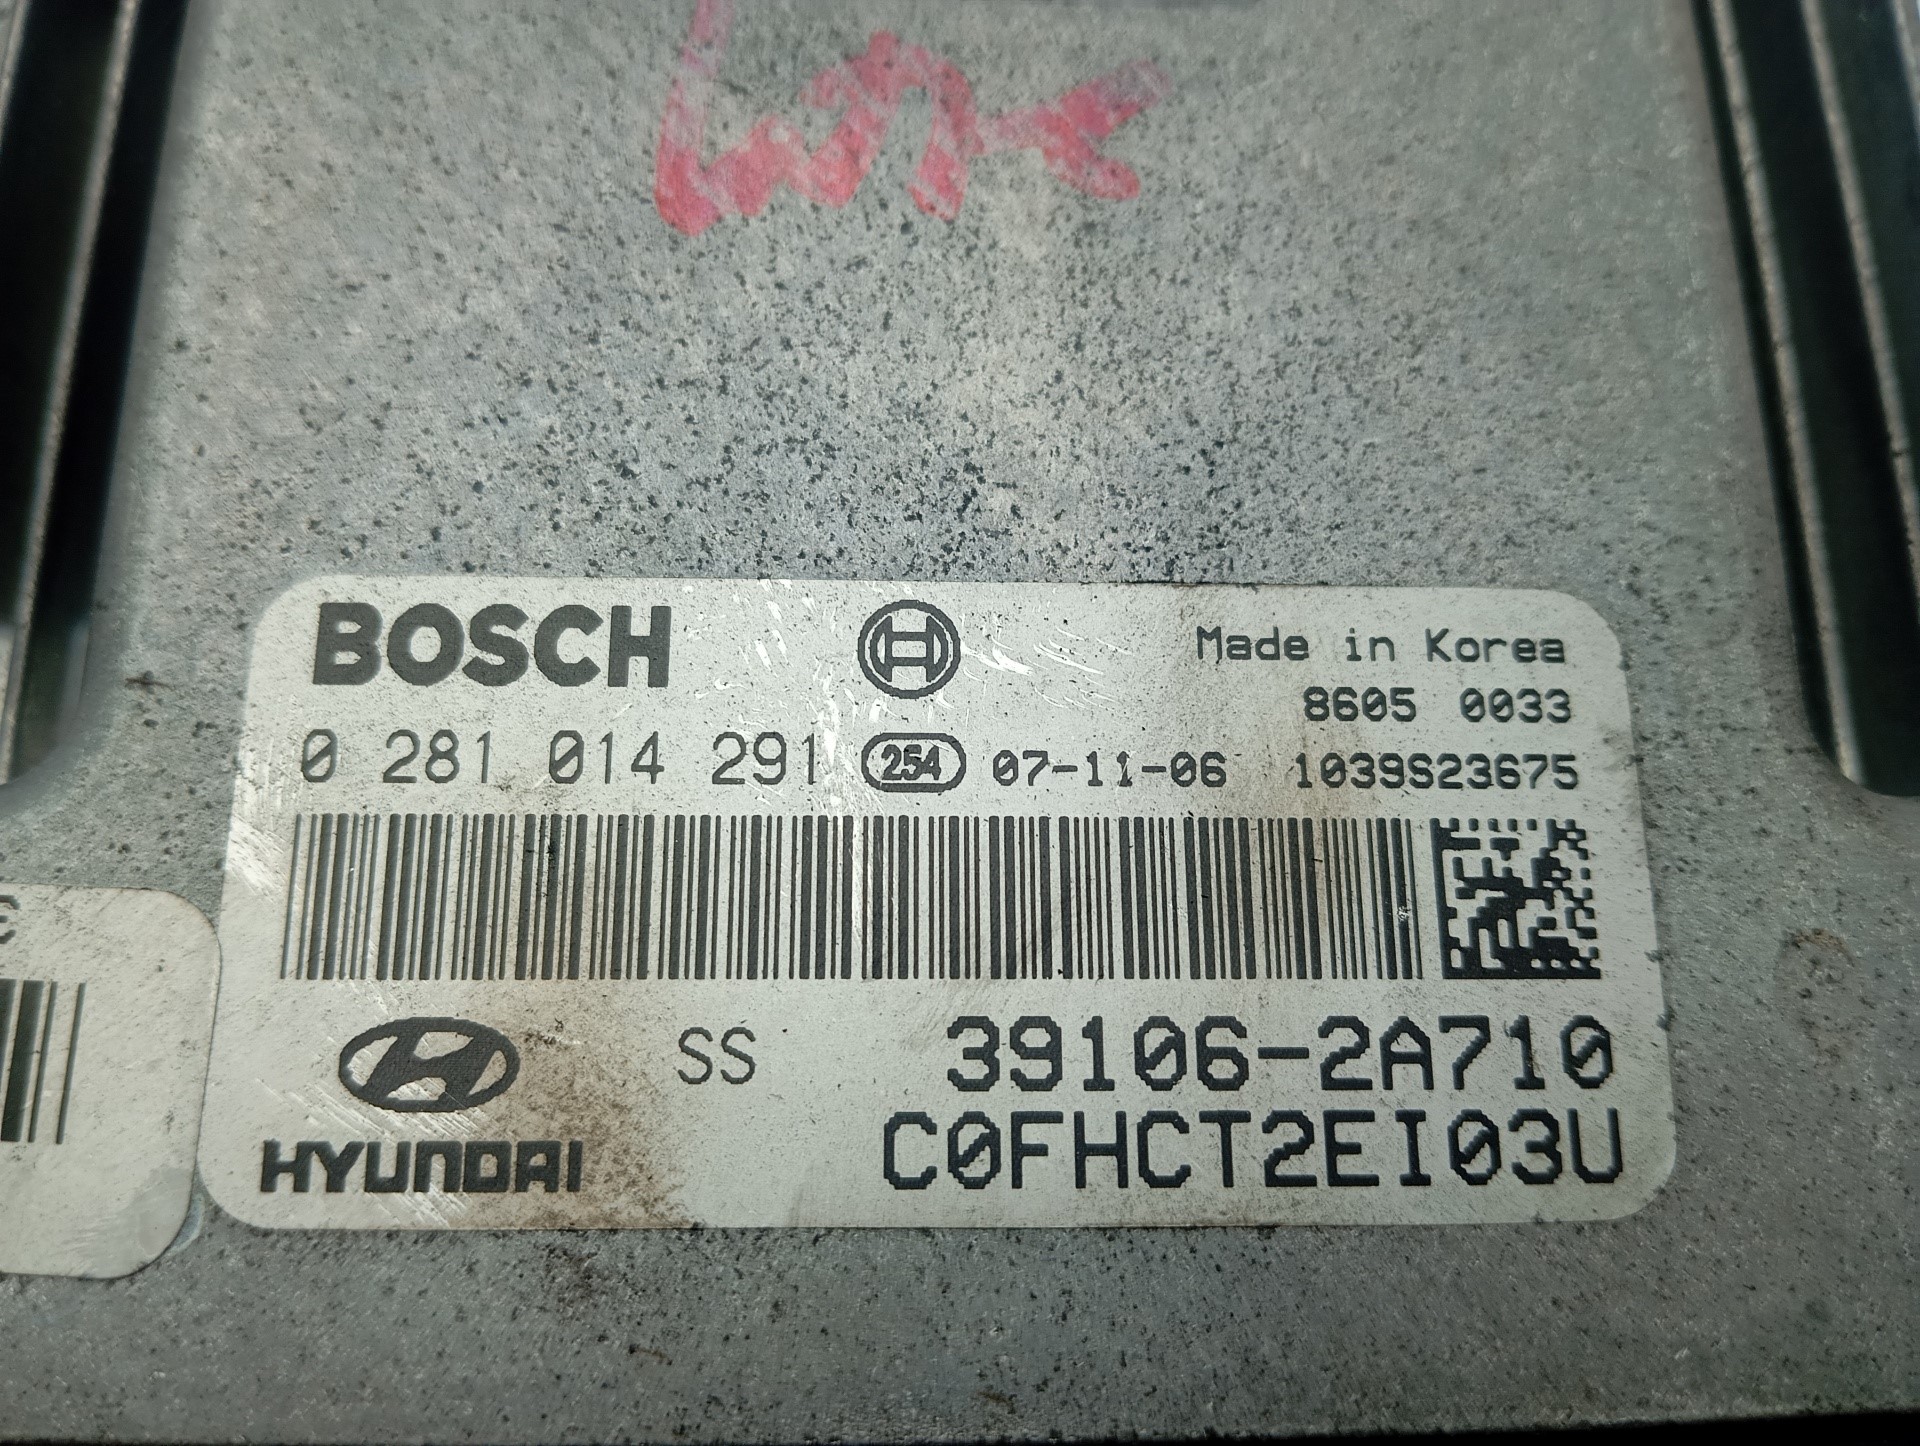 BOSCH
Made in Korea
8605 0033
0 281 014 291 254 07-11-06 1039S23675
SS 39106-2A710
HYUNDAI C0FHCT2EI03U